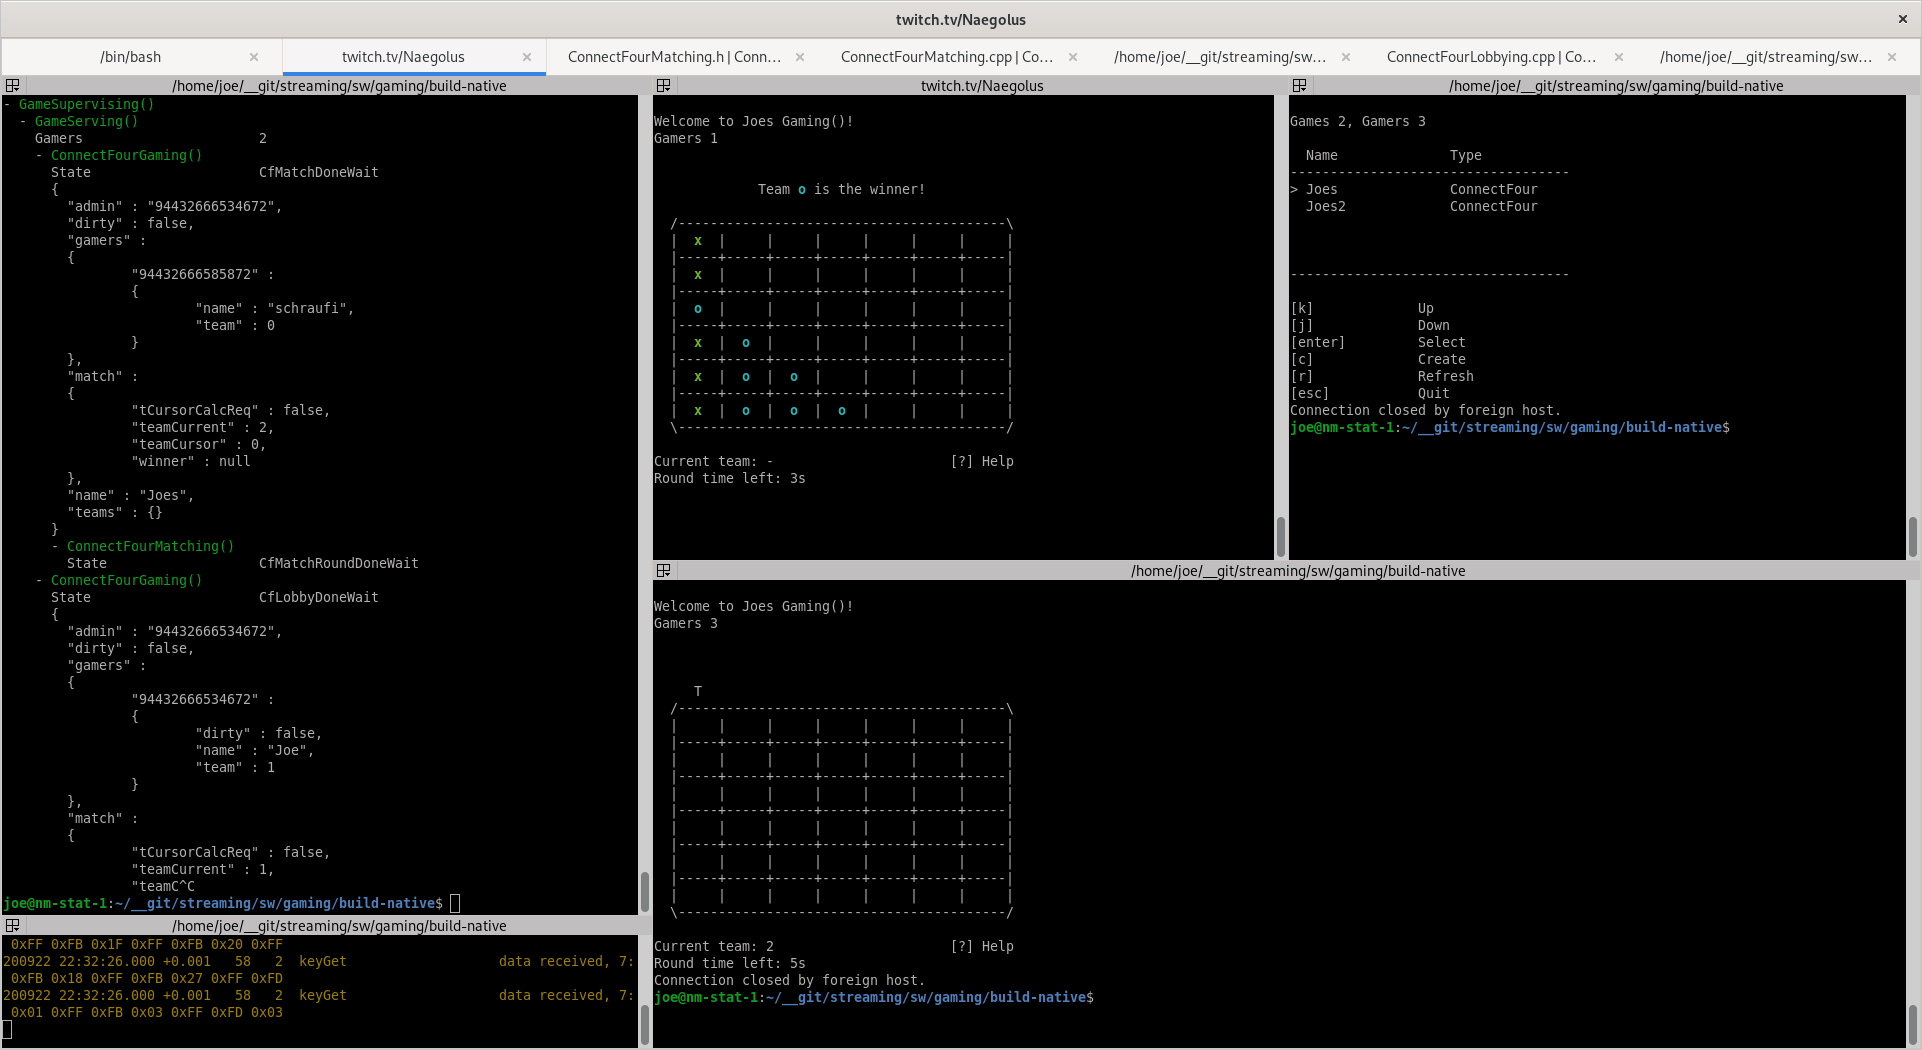 twitch.tv/Naegolus
/bin/bash
twitch.tv/Naegolus
ConnectFourMatching.h | Conn…
ConnectFourMatching.cpp | Co…
/home/joe/__git/streaming/sw…
ConnectFourLobbying.cpp | Co…
/home/joe/__git/streaming/sw…
/home/joe/__git/streaming/sw/gaming/build-native
- GameSupervising()
- GameServing()
Gamers 2
- ConnectFourGaming()
State CfMatchDoneWait
{
"admin" : "94432666534672",
"dirty" : false,
"gamers" :
{
"94432666585872" :
{
"name" : "schraufi",
"team" : 0
}
},
"match" :
{
"tCursorCalcReq" : false,
"teamCurrent" : 2,
"teamCursor" : 0,
"winner" : null
},
"name" : "Joes",
"teams" : {}
}
- ConnectFourMatching()
State CfMatchRoundDoneWait
- ConnectFourGaming()
State CfLobbyDoneWait
{
"admin" : "94432666534672",
"dirty" : false,
"gamers" :
{
"94432666534672" :
{
"dirty" : false,
"name" : "Joe",
"team" : 1
}
},
"match" :
{
"tCursorCalcReq" : false,
"teamCurrent" : 1,
"teamC^C
joe@nm-stat-1:~/__git/streaming/sw/gaming/build-native$
/home/joe/__git/streaming/sw/gaming/build-native
0xFF 0xFB 0x1F 0xFF 0xFB 0x20 0xFF
200922 22:32:26.000 +0.001 58 2 keyGet data received, 7:
0xFB 0x18 0xFF 0xFB 0x27 0xFF 0xFD
200922 22:32:26.000 +0.001 58 2 keyGet data received, 7:
0x01 0xFF 0xFB 0x03 0xFF 0xFD 0x03
twitch.tv/Naegolus
Welcome to Joes Gaming()!
Gamers 1
Team o is the winner!
/-----------------------------------------\
| x | | | | | | |
|-----+-----+-----+-----+-----+-----+-----|
| x | | | | | | |
|-----+-----+-----+-----+-----+-----+-----|
| o | | | | | | |
|-----+-----+-----+-----+-----+-----+-----|
| x | o | | | | | |
|-----+-----+-----+-----+-----+-----+-----|
| x | o | o | | | | |
|-----+-----+-----+-----+-----+-----+-----|
| x | o | o | o | | | |
\-----------------------------------------/
Current team: - [?] Help
Round time left: 3s
/home/joe/__git/streaming/sw/gaming/build-native
Games 2, Gamers 3
Name Type
-----------------------------------
> Joes ConnectFour
Joes2 ConnectFour
-----------------------------------
[k] Up
[j] Down
[enter] Select
[c] Create
[r] Refresh
[esc] Quit
Connection closed by foreign host.
joe@nm-stat-1:~/__git/streaming/sw/gaming/build-native$
/home/joe/__git/streaming/sw/gaming/build-native
Welcome to Joes Gaming()!
Gamers 3
T
/-----------------------------------------\
| | | | | | | |
|-----+-----+-----+-----+-----+-----+-----|
| | | | | | | |
|-----+-----+-----+-----+-----+-----+-----|
| | | | | | | |
|-----+-----+-----+-----+-----+-----+-----|
| | | | | | | |
|-----+-----+-----+-----+-----+-----+-----|
| | | | | | | |
|-----+-----+-----+-----+-----+-----+-----|
| | | | | | | |
\-----------------------------------------/
Current team: 2 [?] Help
Round time left: 5s
Connection closed by foreign host.
joe@nm-stat-1:~/__git/streaming/sw/gaming/build-native$